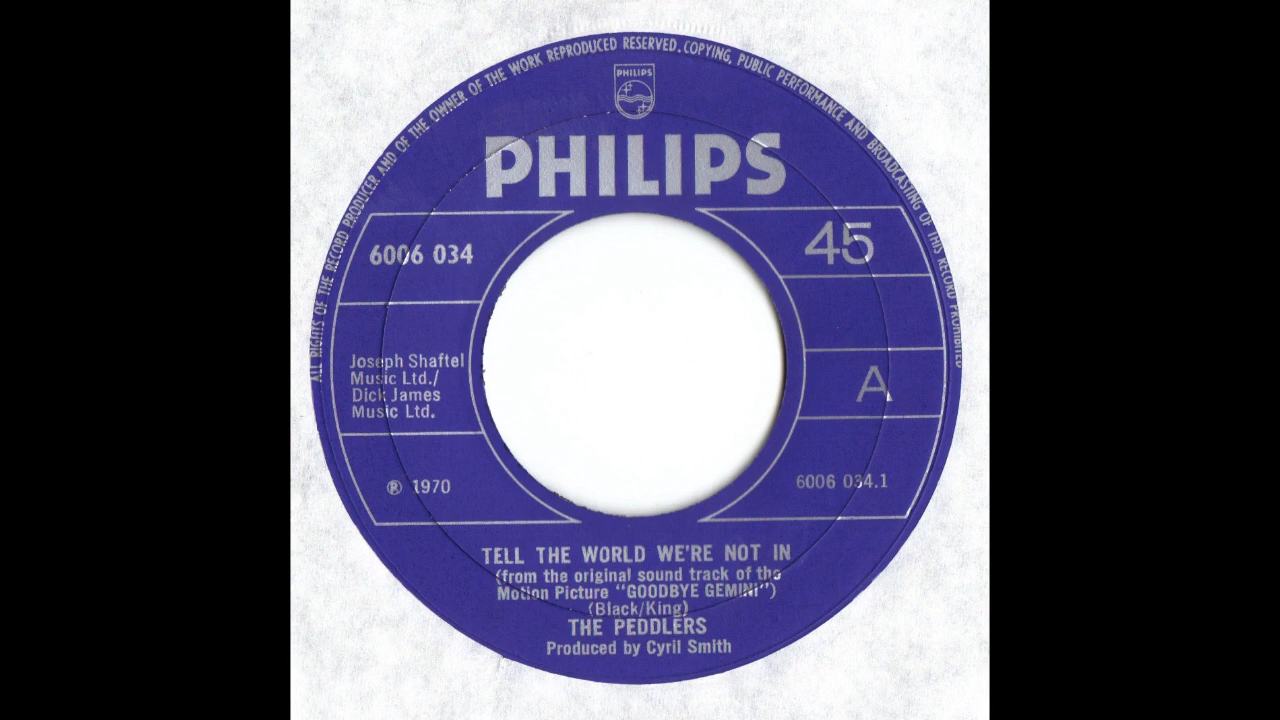 ALL RIGHTS OF THE RECORD PRODUCER AND OF THE OWNER OF THE WORK REPRODUCED RESERVED. COPYING, PUBLIC PERFORMANCE AND BROADCASTING OF THIS RECORD PROHIBITED
PHILIPS
PHILIPS
6006 034
45
Joseph Shaftel
Music Ltd./
Dick James
Music Ltd.
A
℗ 1970
6006 034.1
TELL THE WORLD WE'RE NOT IN
(from the original sound track of the
Motion Picture "GOODBYE GEMINI")
(Black/King)
THE PEDDLERS
Produced by Cyril Smith